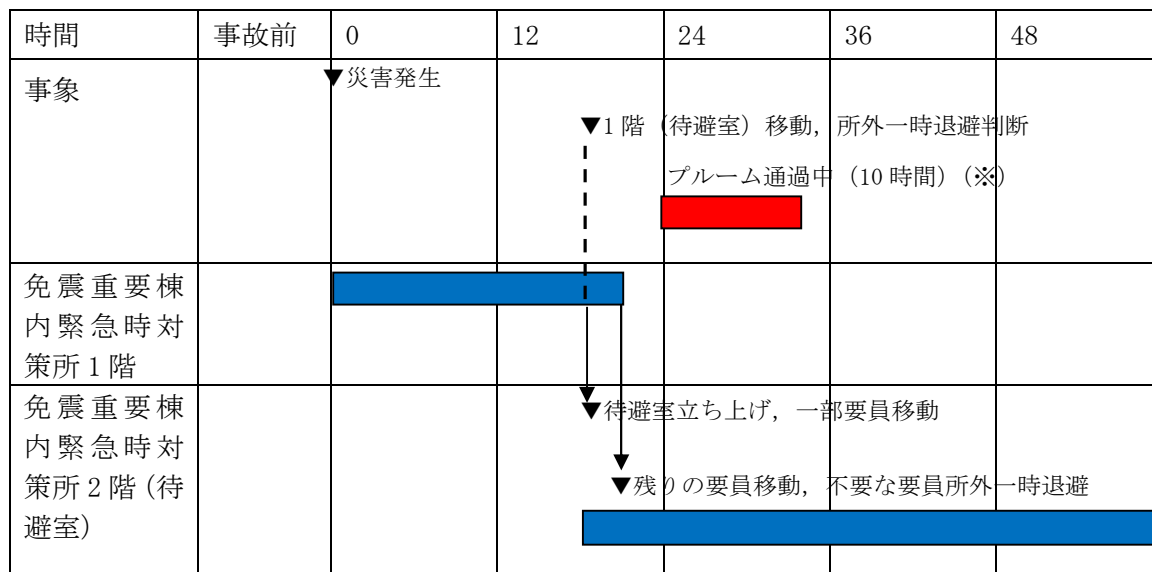 時間 事故前 0 12 24 36 48
事象
▼災害発生
▼1階（待避室）移動，所外一時退避判断
プルーム通過中（10時間）(※)
免震重要棟
内緊急時対
策所1階
免震重要棟
内緊急時対
策所2階（待
避室）
▼待避室立ち上げ，一部要員移動
▼残りの要員移動，不要な要員所外一時退避